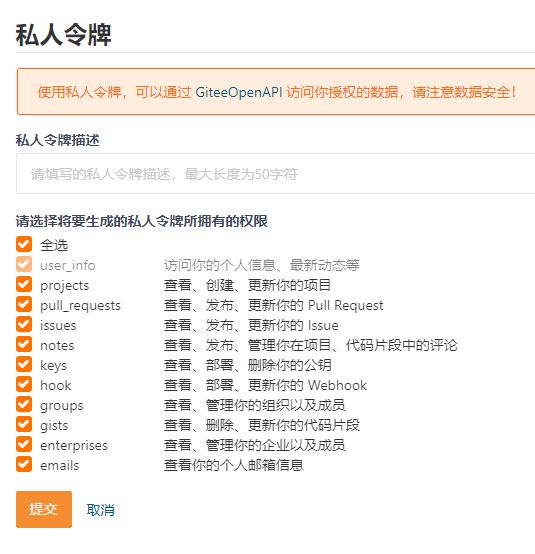 私人令牌
使用私人令牌，可以通过 GiteeOpenAPI 访问你授权的数据，请注意数据安全！
私人令牌描述
请填写的私人令牌描述，最大长度为50字符
请选择将要生成的私人令牌所拥有的权限
全选
user_info 访问你的个人信息、最新动态等
projects 查看、创建、更新你的项目
pull_requests 查看、发布、更新你的 Pull Request
issues 查看、发布、更新你的 Issue
notes 查看、发布、管理你在项目、代码片段中的评论
keys 查看、部署、删除你的公钥
hook 查看、部署、更新你的 Webhook
groups 查看、管理你的组织以及成员
gists 查看、删除、更新你的代码片段
enterprises 查看、管理你的企业以及成员
emails 查看你的个人邮箱信息
提交 取消